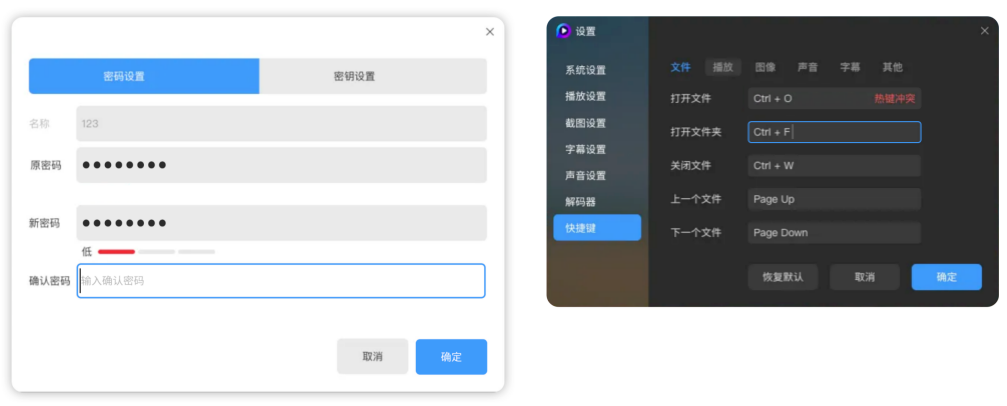 密码设置 密钥设置
名称 123
原密码 ●●●●●●●●
新密码 ●●●●●●●●
低
确认密码 输入确认密码
取消 确定
设置
系统设置
播放设置
截图设置
字幕设置
声音设置
解码器
快捷键
文件 播放 图像 声音 字幕 其他
打开文件 Ctrl + O 热键冲突
打开文件夹 Ctrl + F
关闭文件 Ctrl + W
上一个文件 Page Up
下一个文件 Page Down
恢复默认 取消 确定